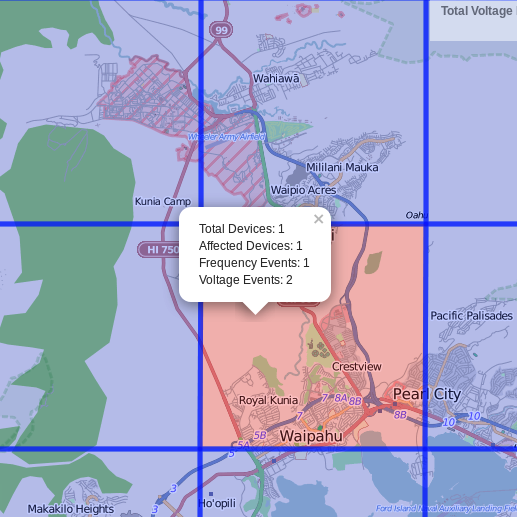 Total Voltage
99
Wahiawā
Wheeler Army Airfield
Mililani Mauka
Waipio Acres
Kunia Camp
Oahu
×
Total Devices: 1
Affected Devices: 1
Frequency Events: 1
Voltage Events: 2
HI 750
Pacific Palisades
Crestview
Royal Kunia
7
8A
8B
Pearl City
7
8B
10
10
5B
Waipahu
5A
5
3
Ho'opili
3
Makakilo Heights
Ford Island Naval Auxiliary Landing Fie